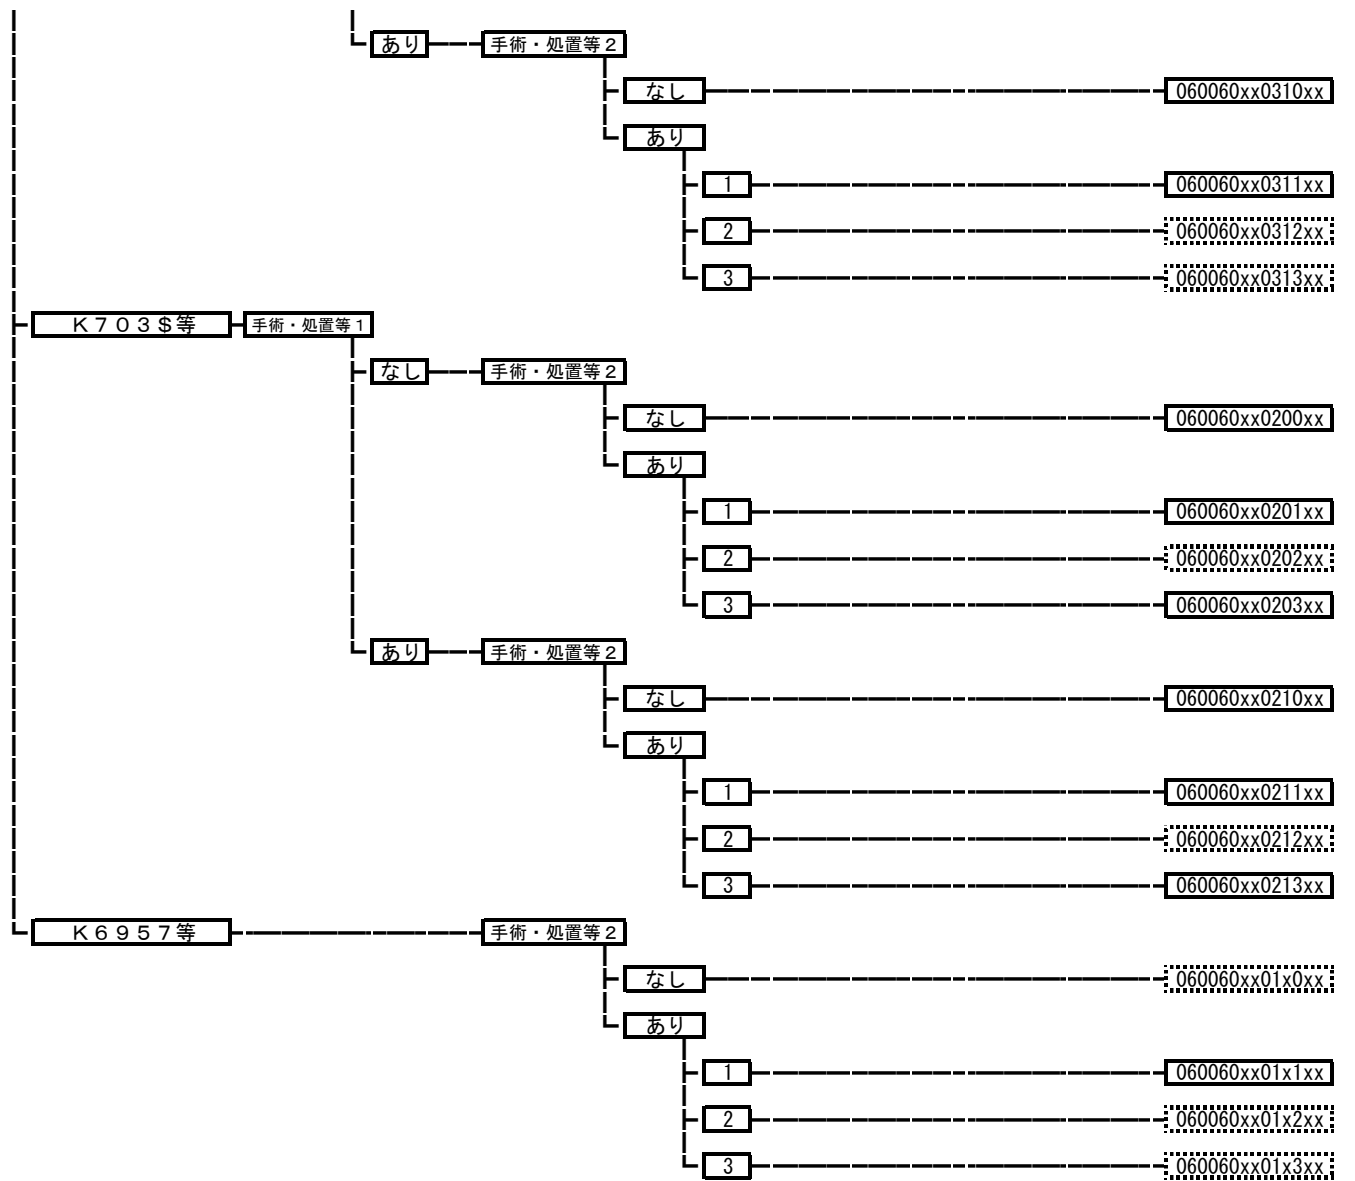 あり 手術・処置等２
なし 060060xx0310xx
あり
1 060060xx0311xx
2 060060xx0312xx
3 060060xx0313xx
Ｋ７０３＄等 手術・処置等１
なし 手術・処置等２
なし 060060xx0200xx
あり
1 060060xx0201xx
2 060060xx0202xx
3 060060xx0203xx
あり 手術・処置等２
なし 060060xx0210xx
あり
1 060060xx0211xx
2 060060xx0212xx
3 060060xx0213xx
Ｋ６９５７等 手術・処置等２
なし 060060xx01x0xx
あり
1 060060xx01x1xx
2 060060xx01x2xx
3 060060xx01x3xx